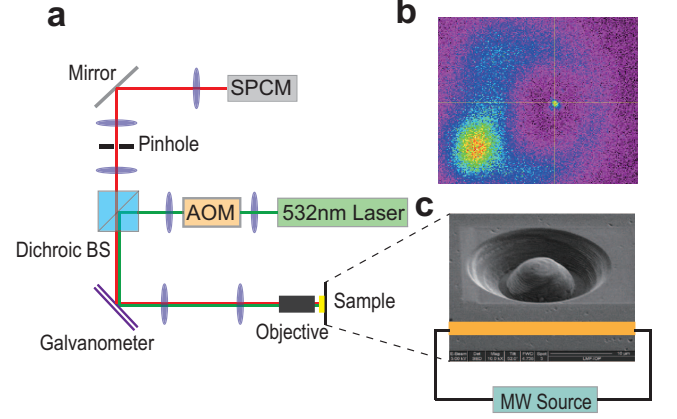 a
b
Mirror
SPCM
Pinhole
AOM
532nm Laser
c
Dichroic BS
Sample
Objective
Galvanometer
MW Source